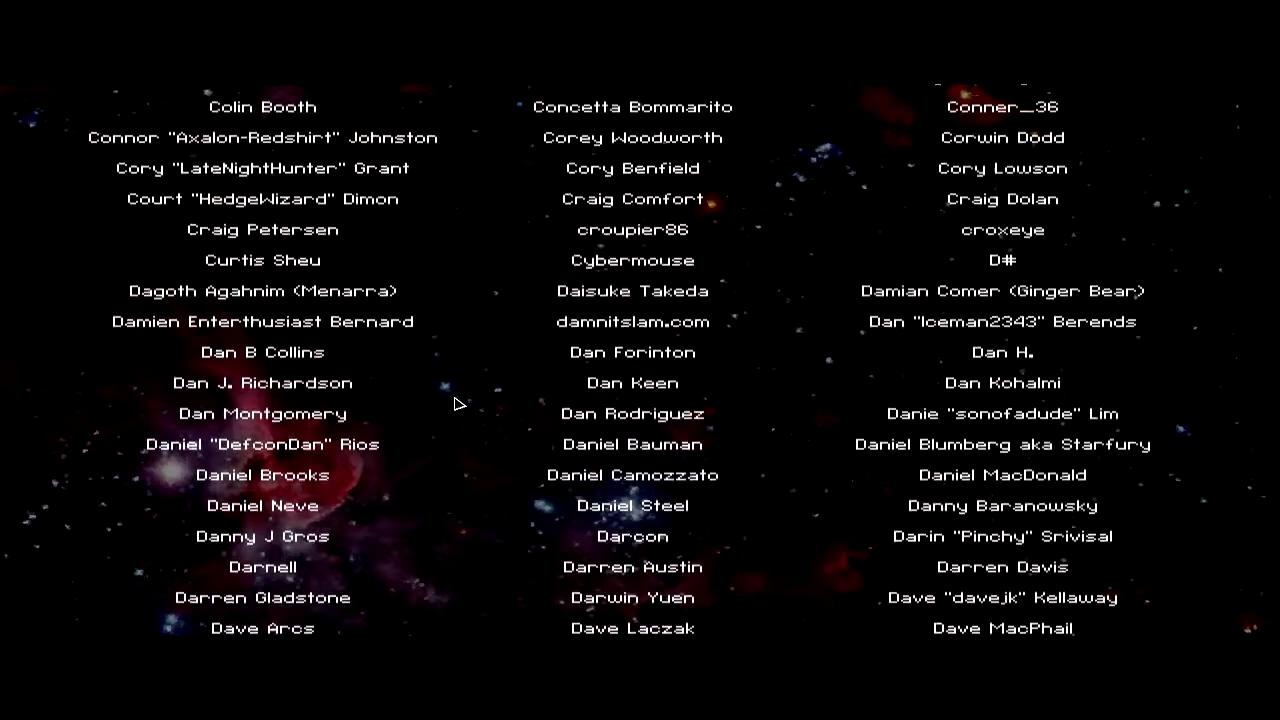 Colin Booth Concetta Bommarito Conner_36
Connor "Axalon-Redshirt" Johnston Corey Woodworth Corwin Dodd
Cory "LateNightHunter" Grant Cory Benfield Cory Lowson
Court "HedgeWizard" Dimon Craig Comfort Craig Dolan
Craig Petersen croupier86 croxeye
Curtis Sheu Cybermouse D#
Dagoth Agahnim (Menarra) Daisuke Takeda Damian Comer (Ginger Bear)
Damien Enterthusiast Bernard damnitslam.com Dan "Iceman2343" Berends
Dan B Collins Dan Forinton Dan H.
Dan J. Richardson Dan Keen Dan Kohalmi
Dan Montgomery Dan Rodriguez Danie "sonofadude" Lim
Daniel "DefconDan" Rios Daniel Bauman Daniel Blumberg aka Starfury
Daniel Brooks Daniel Camozzato Daniel MacDonald
Daniel Neve Daniel Steel Danny Baranowsky
Danny J Gros Darcon Darin "Pinchy" Srivisal
Darnell Darren Austin Darren Davis
Darren Gladstone Darwin Yuen Dave "davejk" Kellaway
Dave Arcs Dave Laczak Dave MacPhail